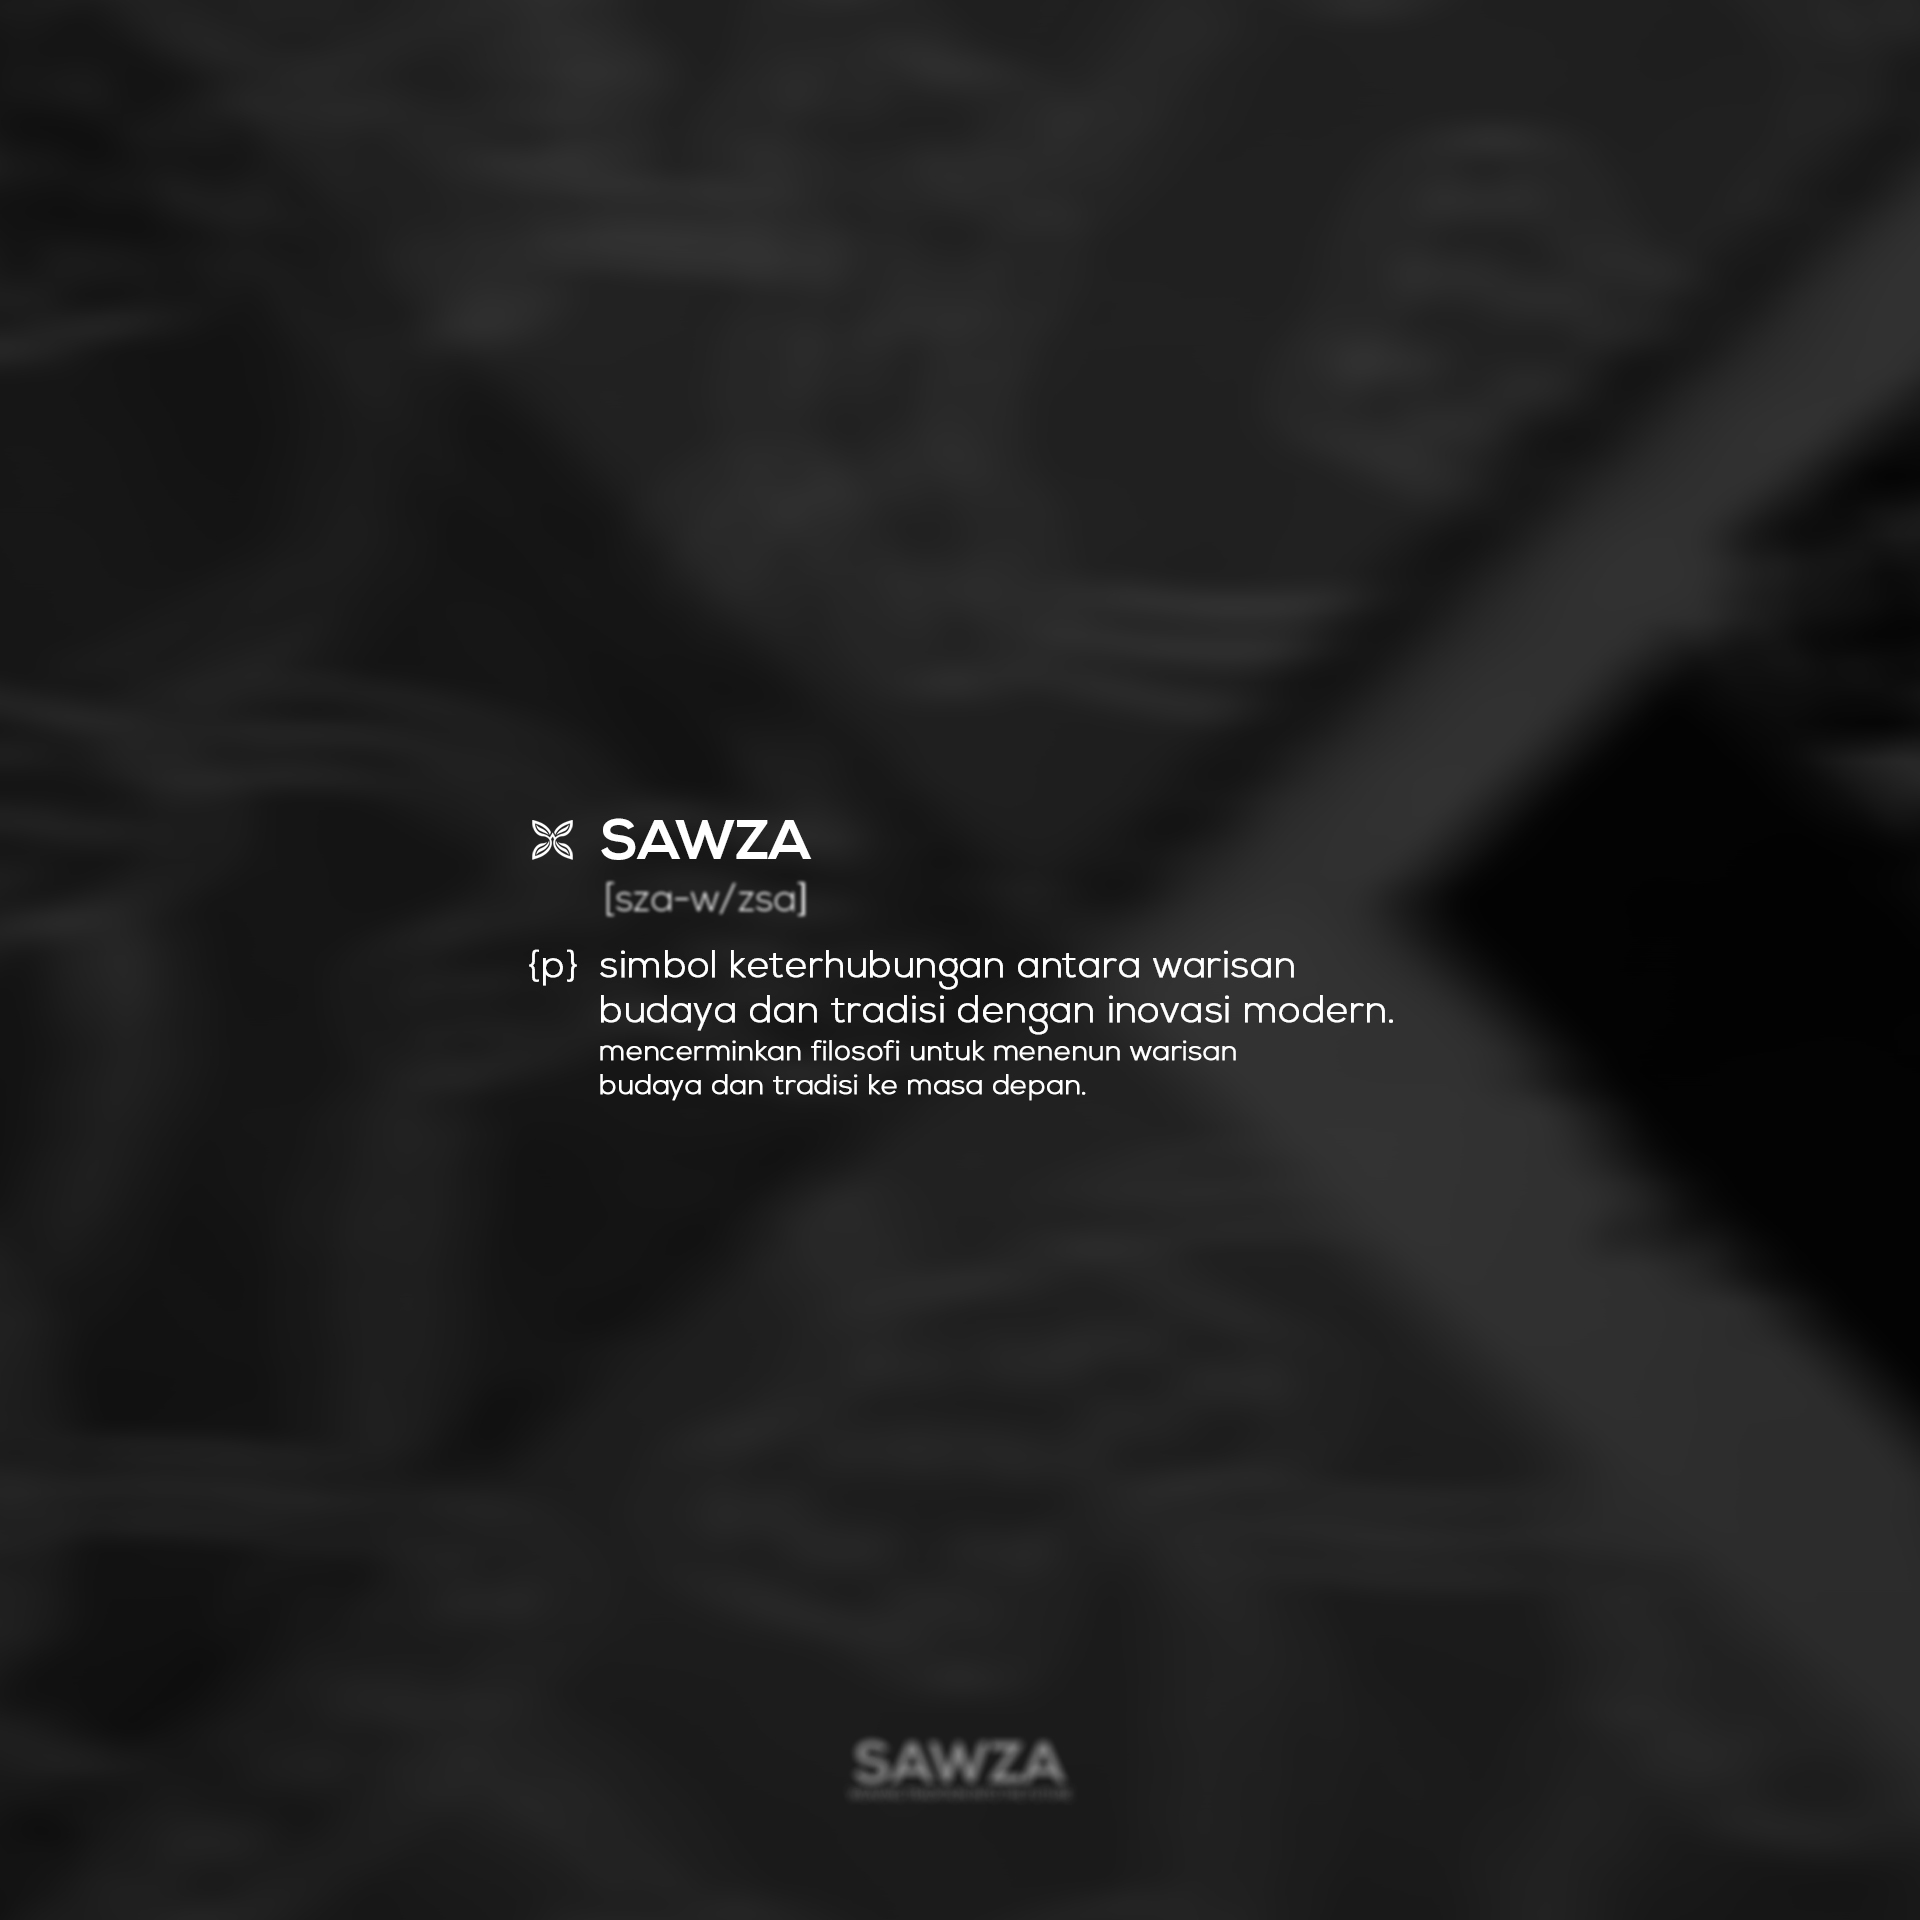 SAWZA
[sza-w/zsa]
{p} simbol keterhubungan antara warisan
budaya dan tradisi dengan inovasi modern.
mencerminkan filosofi untuk menenun warisan
budaya dan tradisi ke masa depan.
SAWZA